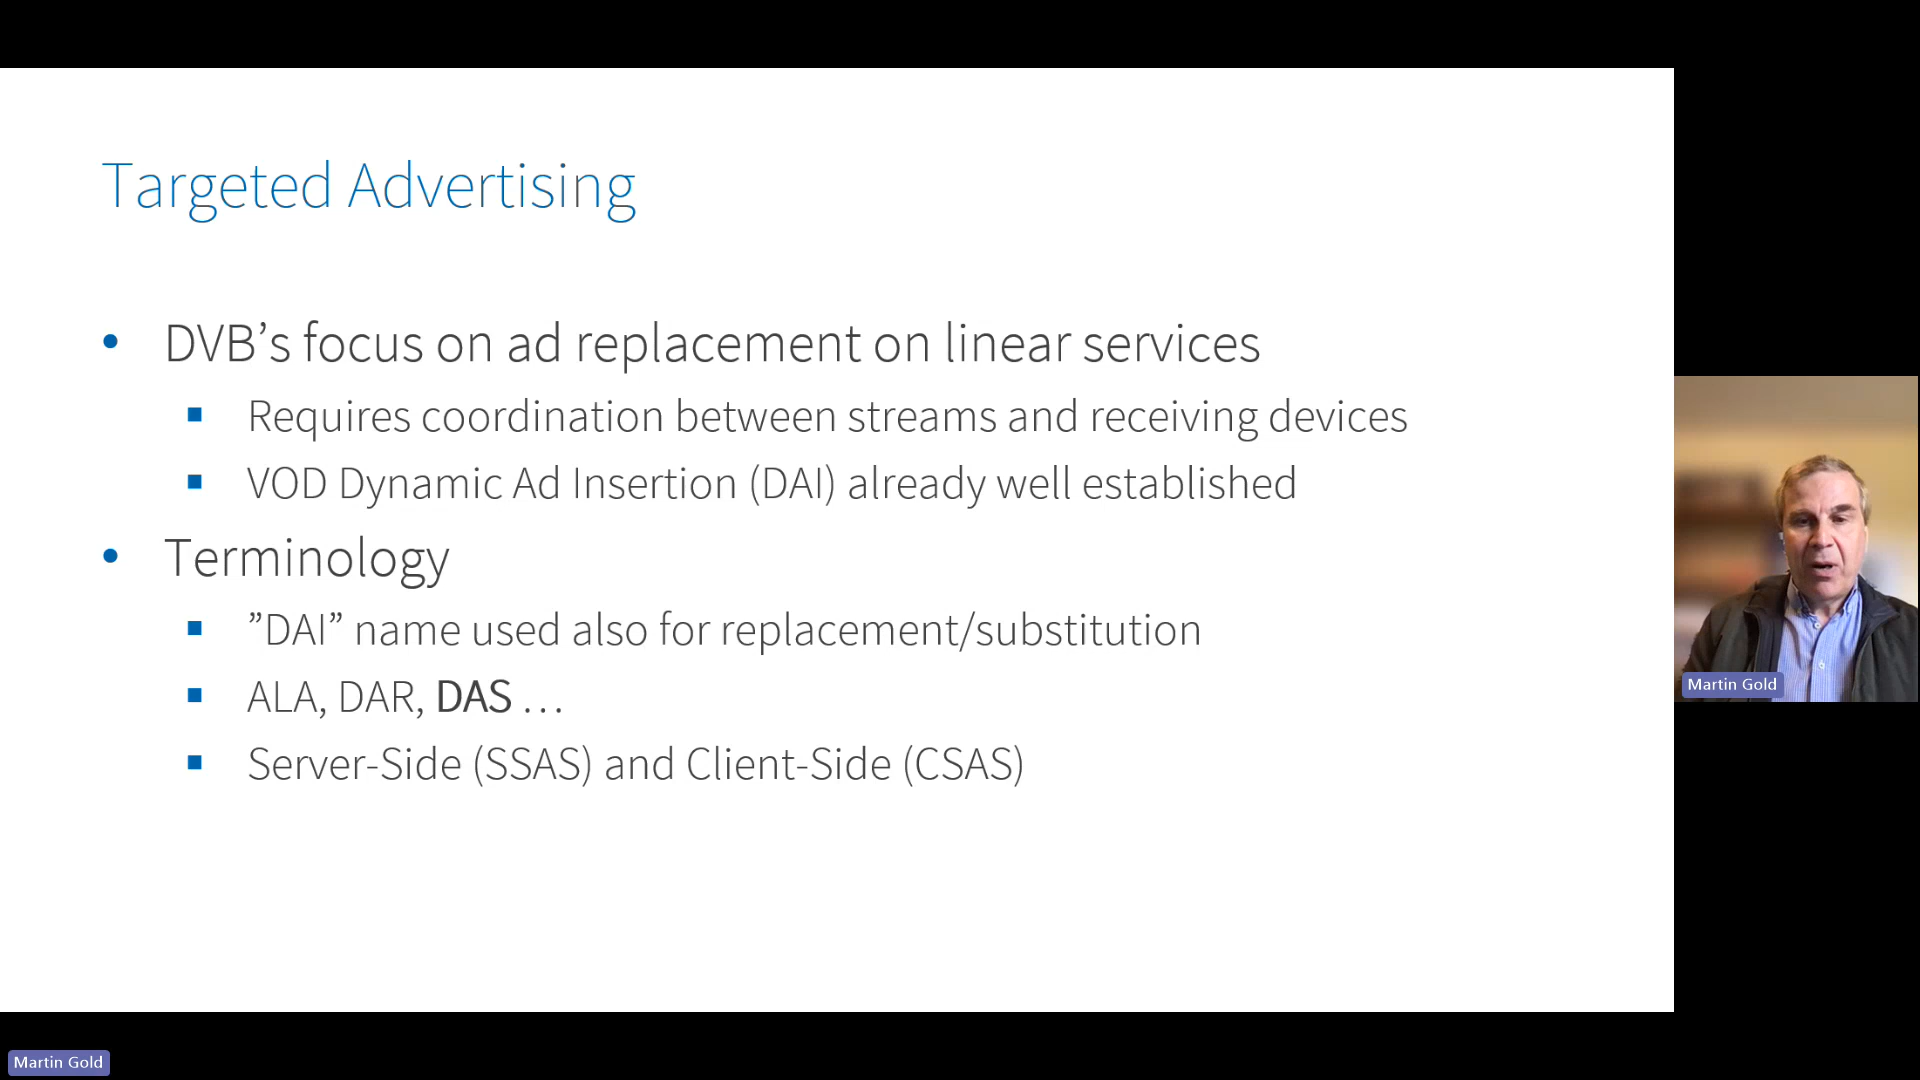 Targeted Advertising
• DVB’s focus on ad replacement on linear services
▪ Requires coordination between streams and receiving devices
▪ VOD Dynamic Ad Insertion (DAI) already well established
• Terminology
▪ ”DAI” name used also for replacement/substitution
▪ ALA, DAR, DAS …
▪ Server-Side (SSAS) and Client-Side (CSAS)
Martin Gold
Martin Gold